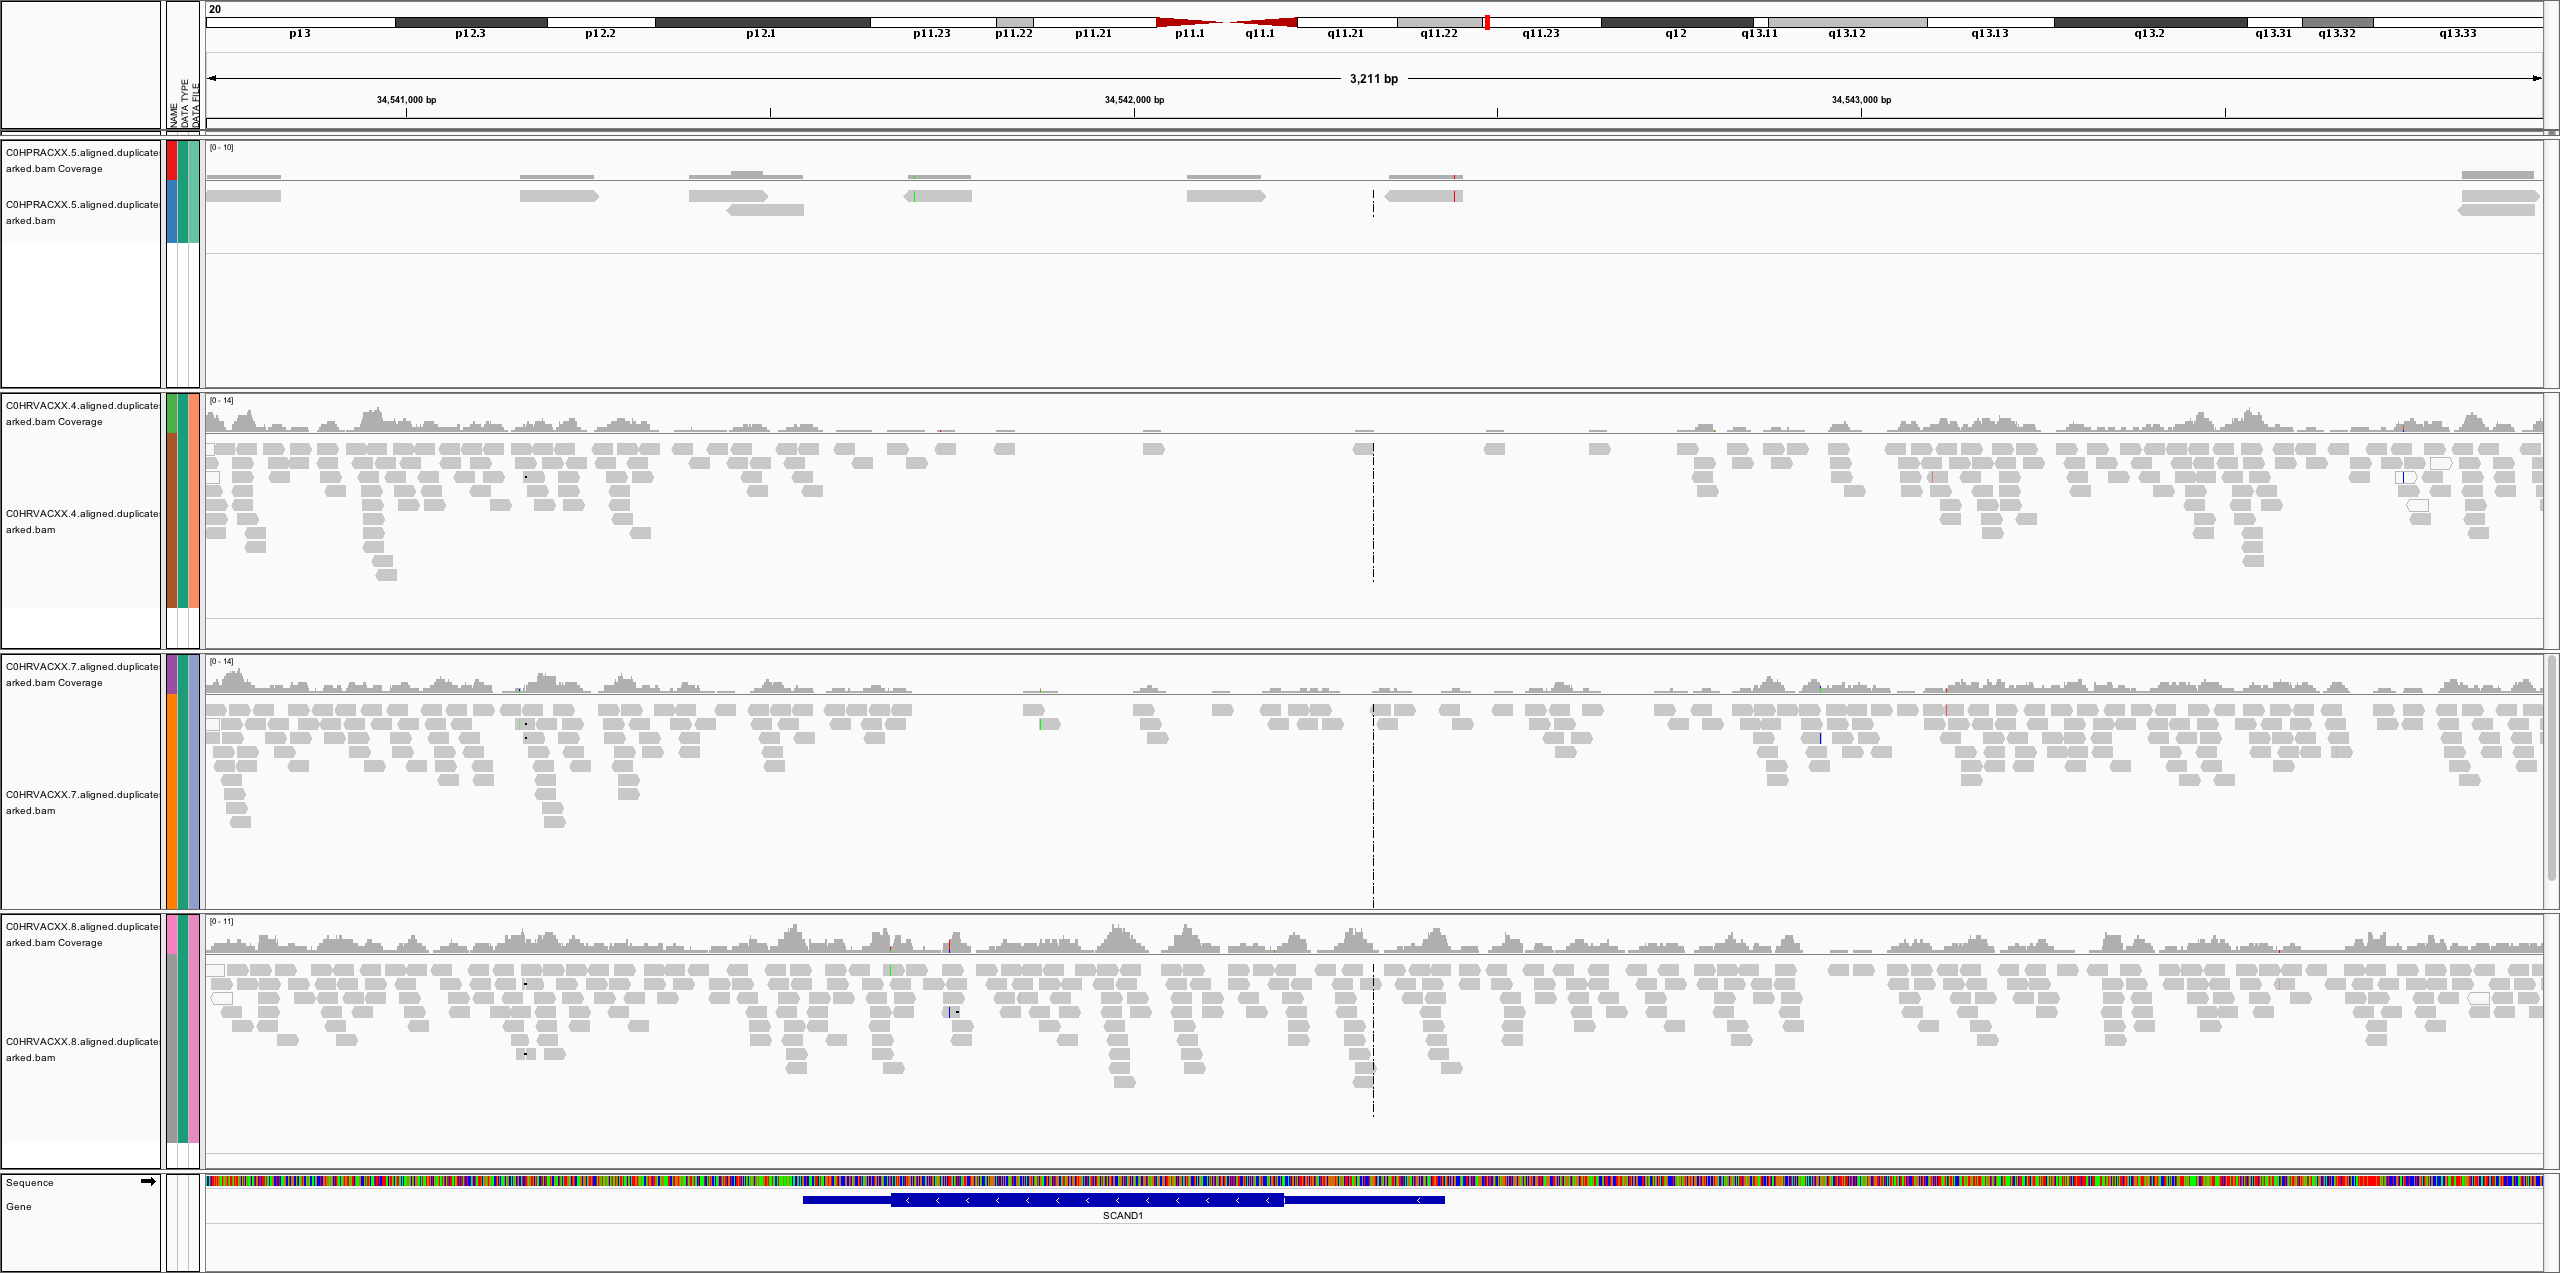 20
p13 p12.3 p12.2 p12.1 p11.23 p11.22 p11.21 p11.1 q11.1 q11.21 q11.22 q11.23 q12 q13.11 q13.12 q13.13 q13.2 q13.31 q13.32 q13.33
3,211 bp
34,541,000 bp 34,542,000 bp 34,543,000 bp
NAME
DATA TYPE
DATA FILE
C0HPRACXX.5.aligned.duplicate
arked.bam Coverage
[0 - 10]
C0HPRACXX.5.aligned.duplicate
arked.bam
C0HRVACXX.4.aligned.duplicate
arked.bam Coverage
[0 - 14]
C0HRVACXX.4.aligned.duplicate
arked.bam
C0HRVACXX.7.aligned.duplicate
arked.bam Coverage
[0 - 14]
C0HRVACXX.7.aligned.duplicate
arked.bam
C0HRVACXX.8.aligned.duplicate
arked.bam Coverage
[0 - 11]
C0HRVACXX.8.aligned.duplicate
arked.bam
Sequence
Gene
SCAND1